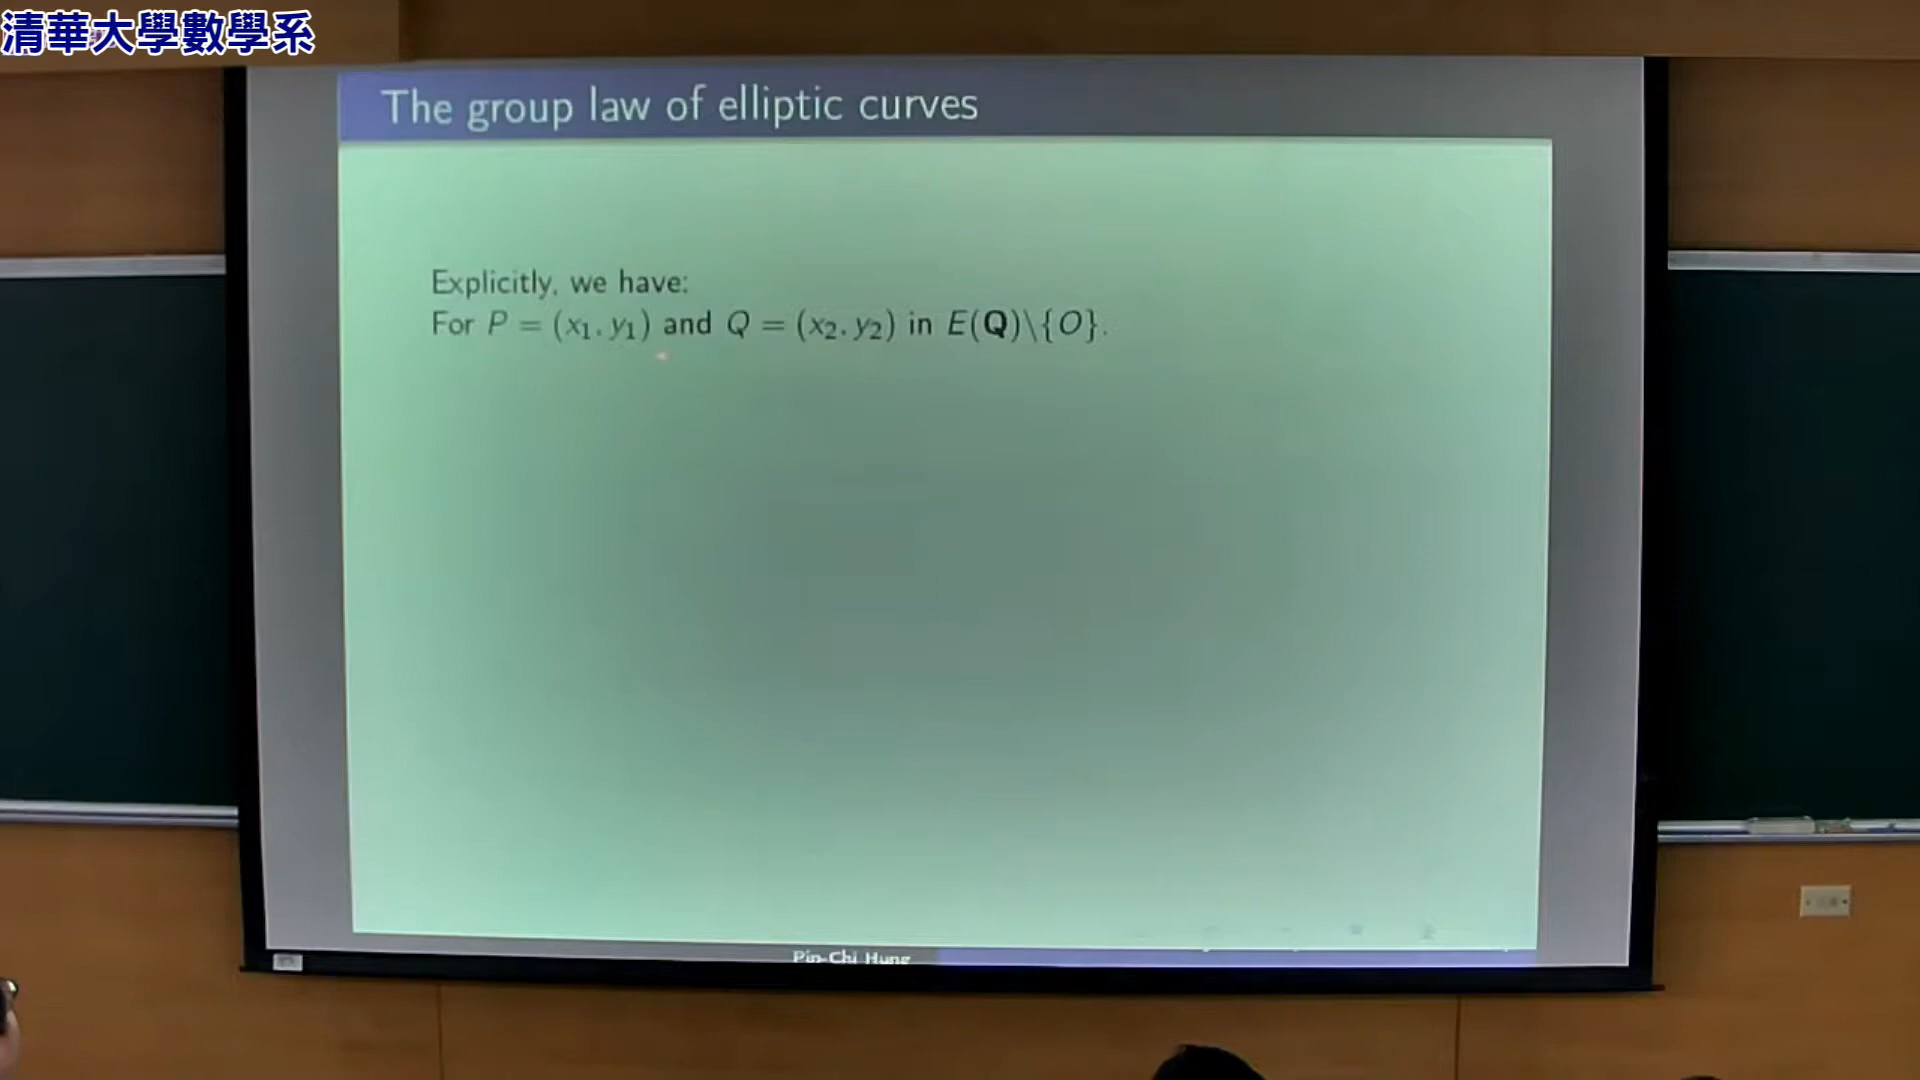 清華大學數學系
The group law of elliptic curves
Explicitly, we have:
For P = (x₁, y₁) and Q = (x₂, y₂) in E(𝐐)\{O}.
Pin-Chi Hung